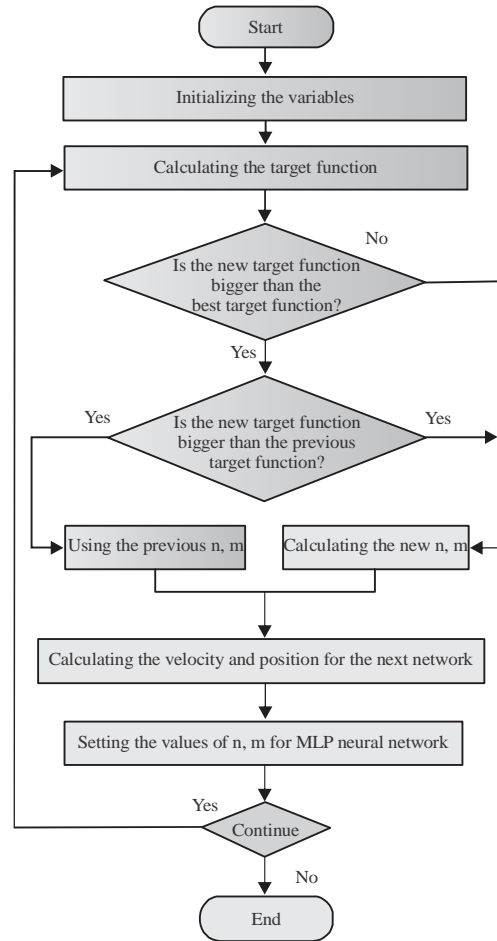 Start
Initializing the variables
Calculating the target function
No
Is the new target function
bigger than the
best target function?
Yes
Yes
Is the new target function
bigger than the previous
target function?
Yes
Using the previous n, m
Calculating the new n, m
Calculating the velocity and position for the next network
Setting the values of n, m for MLP neural network
Yes
Continue
No
End